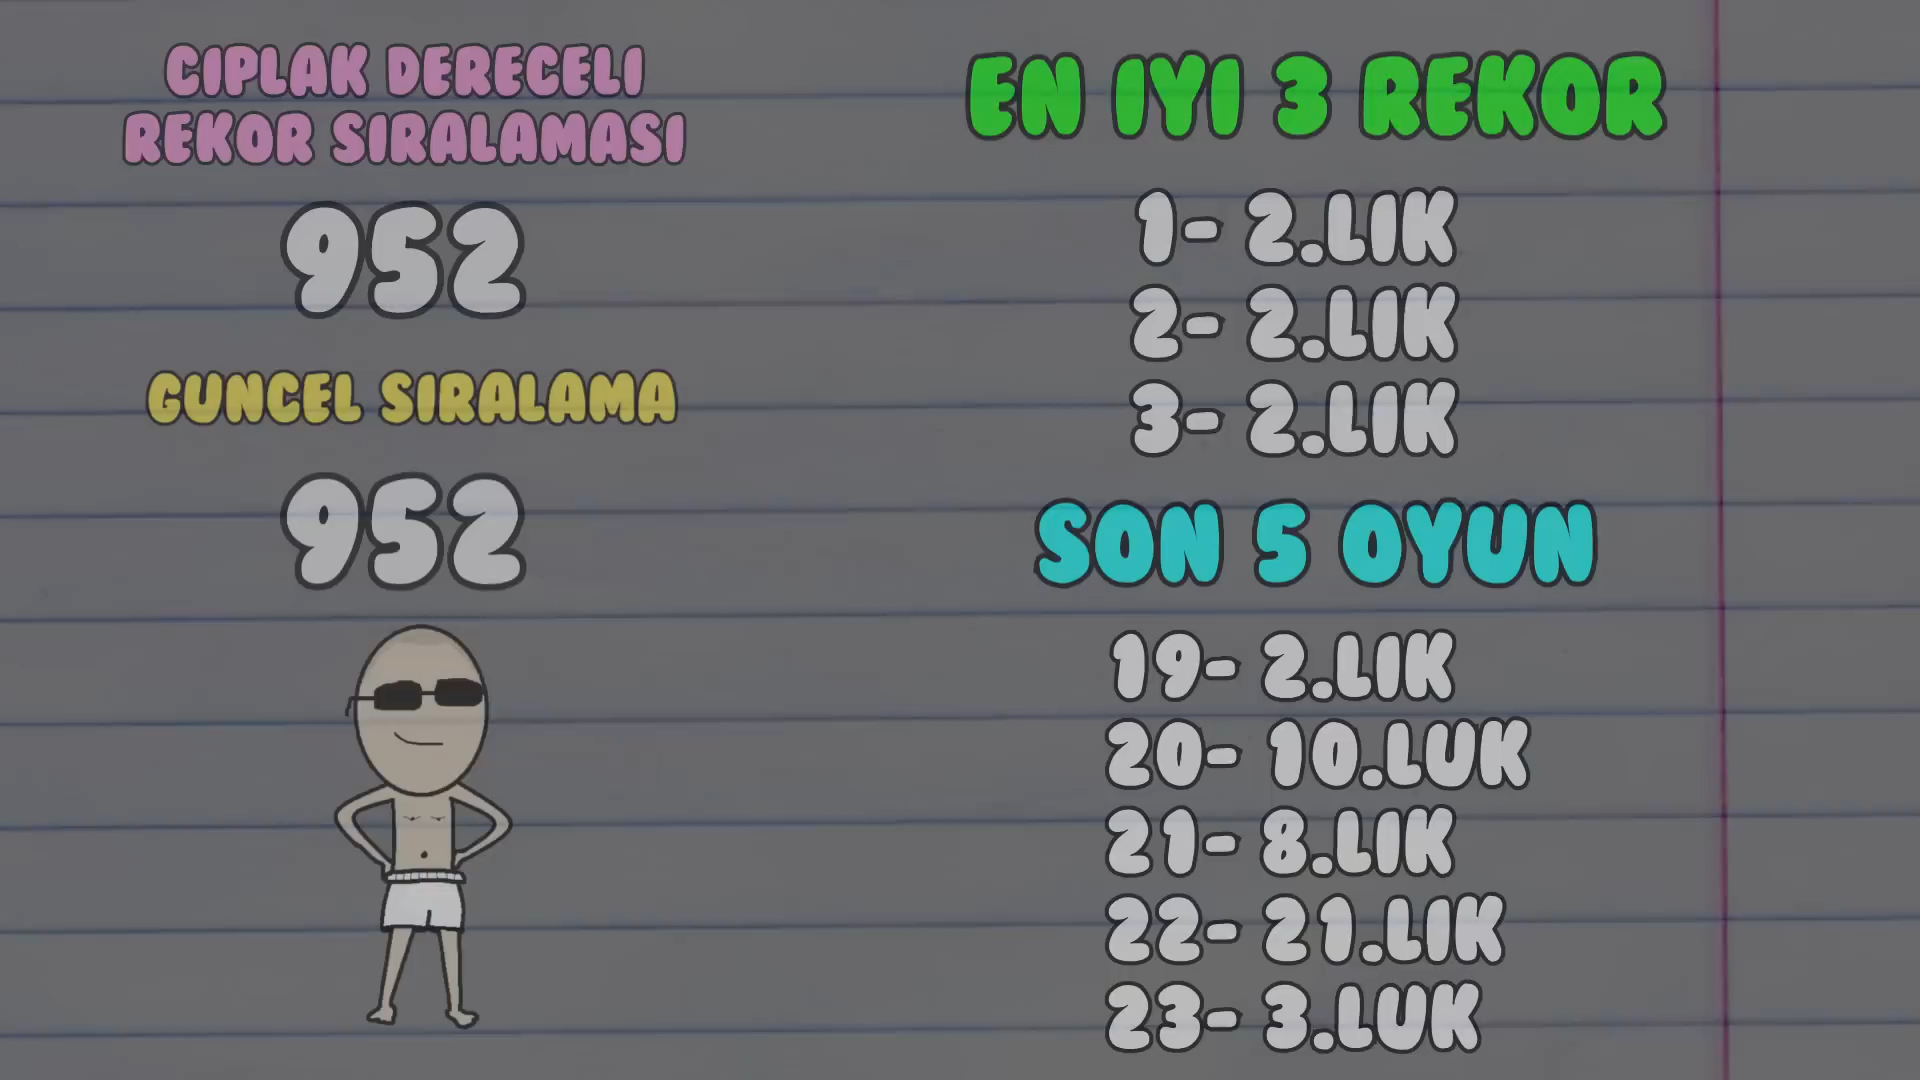 CIPLAK DERECELI
REKOR SIRALAMASI
952
GUNCEL SIRALAMA
952
EN IYI 3 REKOR
1- 2.LIK
2- 2.LIK
3- 2.LIK
SON 5 OYUN
19- 2.LIK
20- 10.LUK
21- 8.LIK
22- 21.LIK
23- 3.LUK